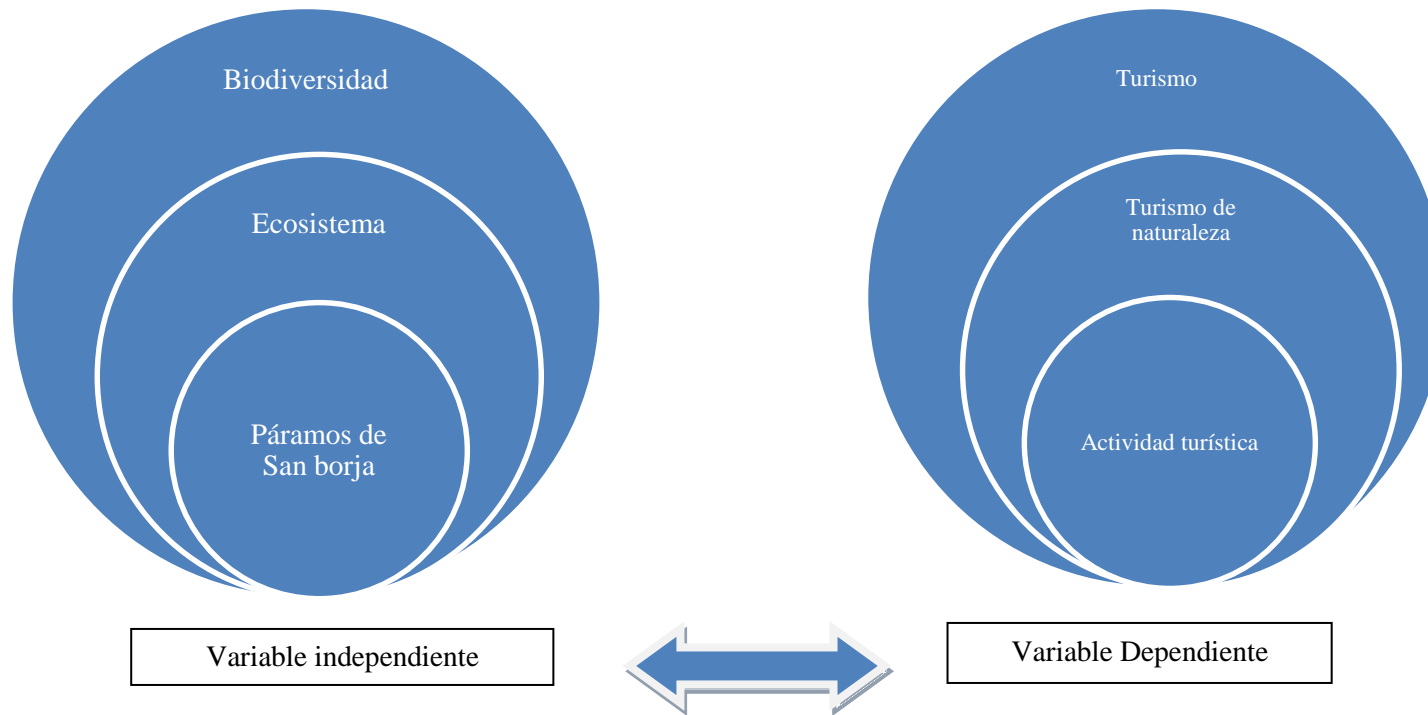 Biodiversidad
Ecosistema
Páramos de
San borja
Variable independiente
Turismo
Turismo de
naturaleza
Actividad turística
Variable Dependiente